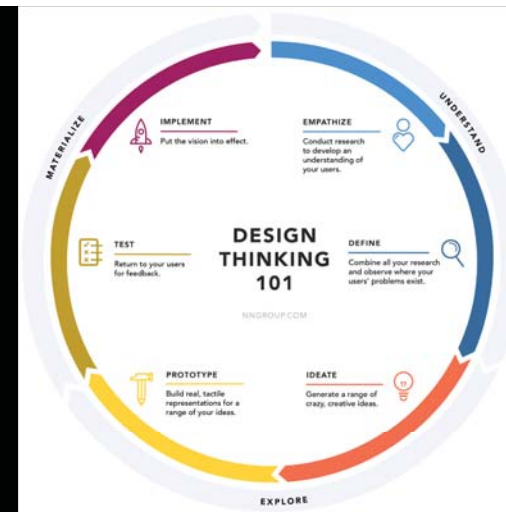 DESIGN
THINKING
101
NNGROUP.COM
UNDERSTAND
EMPATHIZE
Conduct research
to develop an
understanding of
your users.
DEFINE
Combine all your research
and observe where your
users' problems exist.
EXPLORE
IDEATE
Generate a range of
crazy, creative ideas.
PROTOTYPE
Build real, tactile
representations for a
range of your ideas.
MATERIALIZE
TEST
Return to your users
for feedback.
IMPLEMENT
Put the vision into effect.